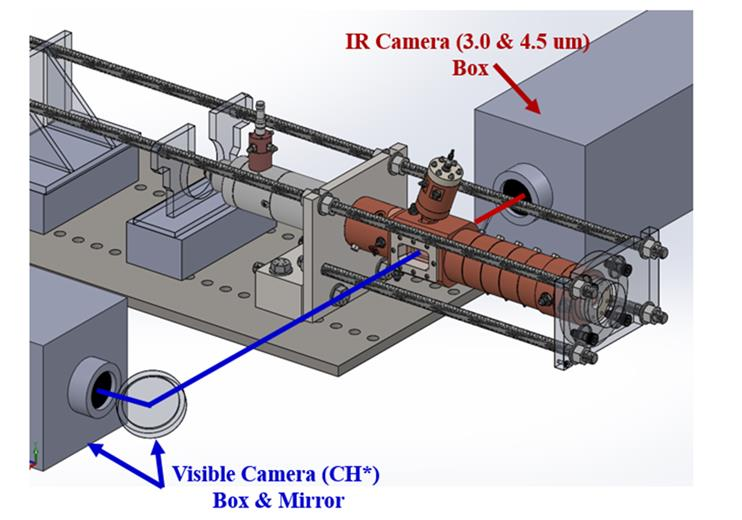 IR Camera (3.0 & 4.5 um)
Box
Visible Camera (CH*)
Box & Mirror